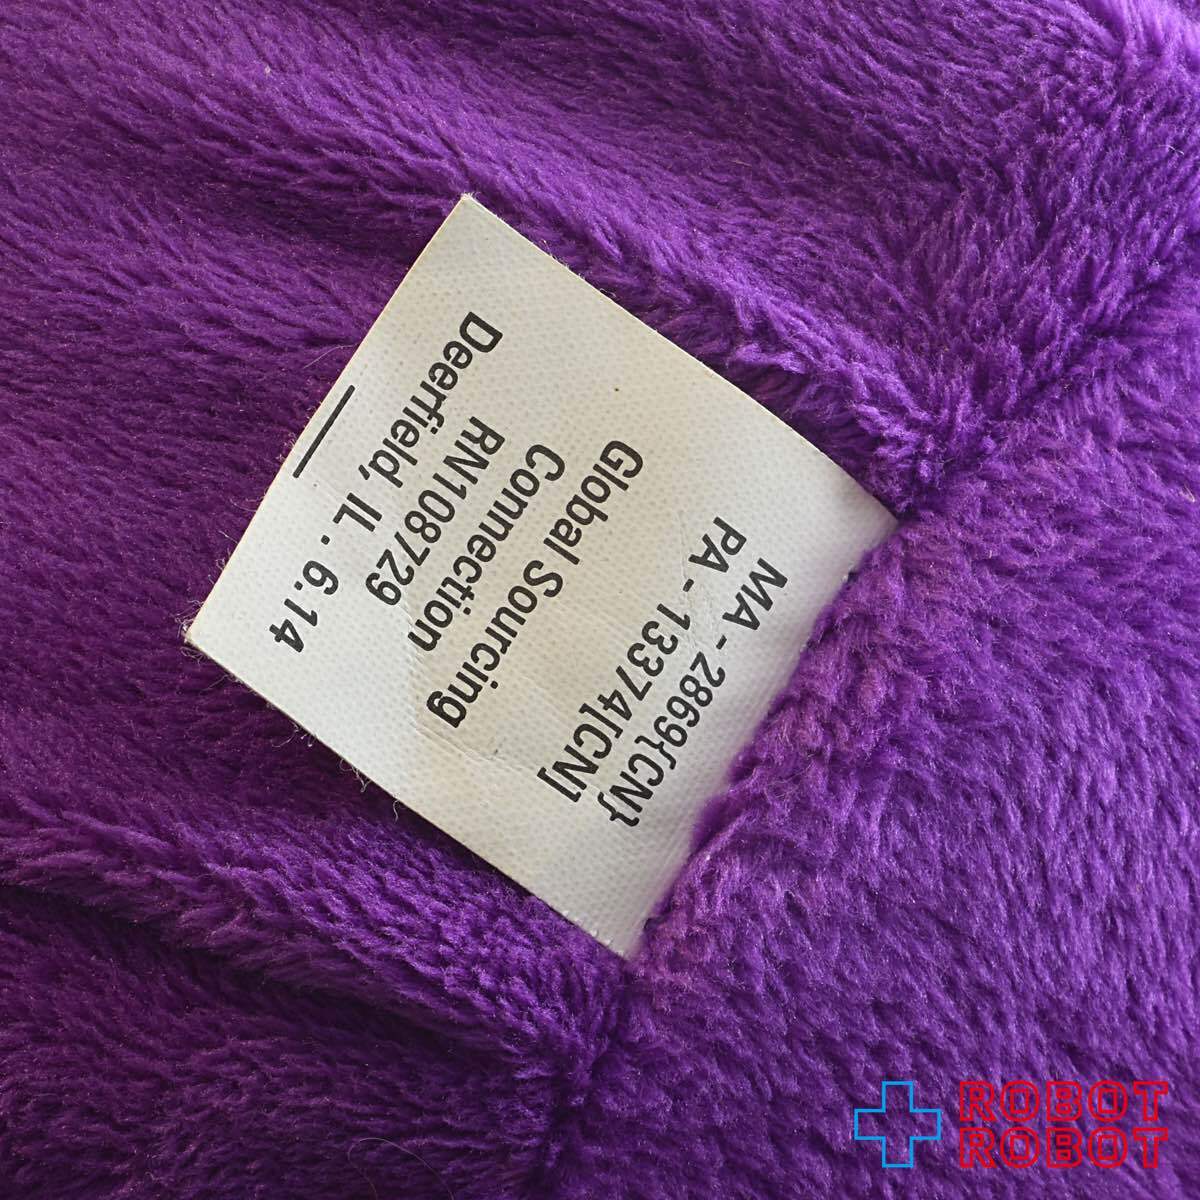 MA - 2869{(CN}
PA - 13374[CN]
Global Sourcing
Connection
RN108729
Deerfield, IL . 6.14
ROBOT
ROBOT